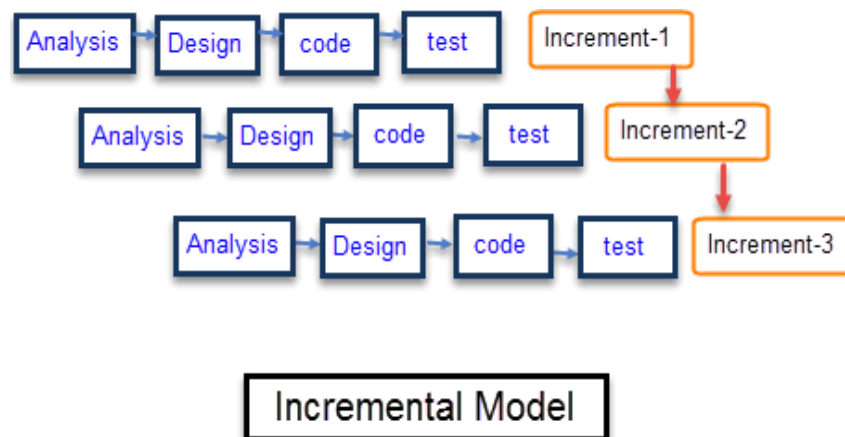 Analysis Design code test Increment-1
Analysis Design code test Increment-2
Analysis Design code test Increment-3
Incremental Model